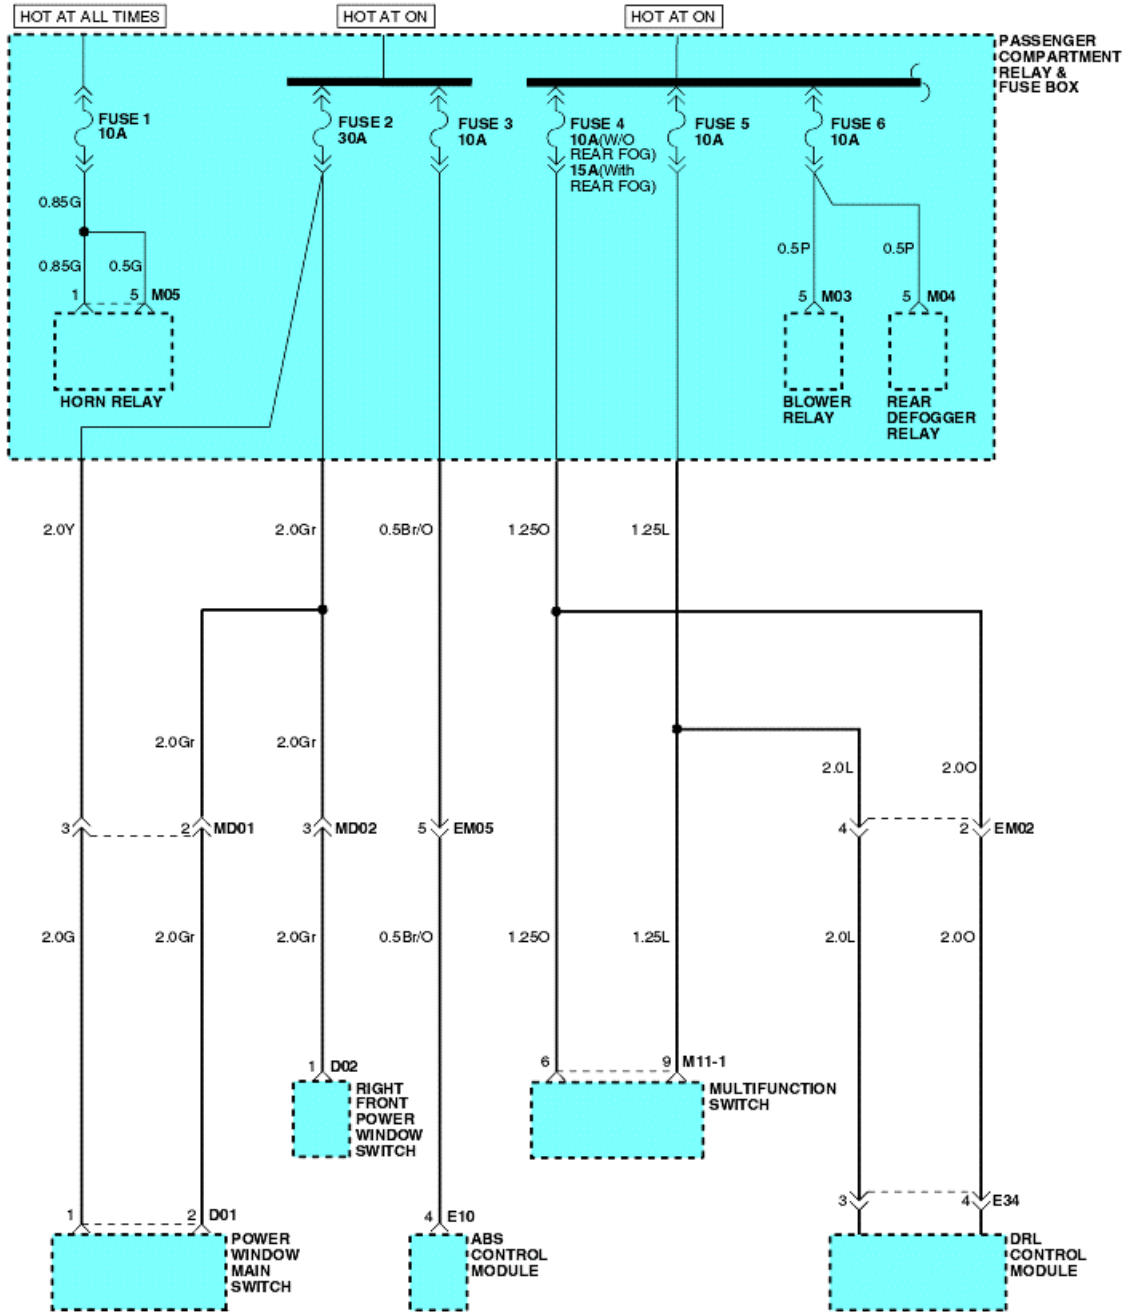 HOT AT ALL TIMES
HOT AT ON
HOT AT ON
PASSENGER
COMPARTMENT
RELAY &
FUSE BOX
FUSE 1
10A
FUSE 2
30A
FUSE 3
10A
FUSE 4
10A(W/O
REAR FOG)
15A(With
REAR FOG)
FUSE 5
10A
FUSE 6
10A
0.85G
0.85G
0.5G
0.5P
0.5P
1
5
M05
5
M03
5
M04
HORN RELAY
BLOWER
RELAY
REAR
DEFOGGER
RELAY
2.0Y
2.0Gr
0.5Br/O
1.25O
1.25L
2.0Gr
2.0Gr
2.0L
2.0O
3
2
MD01
3
MD02
5
EM05
4
2
EM02
2.0G
2.0Gr
2.0Gr
0.5Br/O
1.25O
1.25L
2.0L
2.0O
1
D02
RIGHT
FRONT
POWER
WINDOW
SWITCH
6
9
M11-1
MULTIFUNCTION
SWITCH
3
4
E34
1
2
D01
4
E10
POWER
WINDOW
MAIN
SWITCH
ABS
CONTROL
MODULE
DRL
CONTROL
MODULE